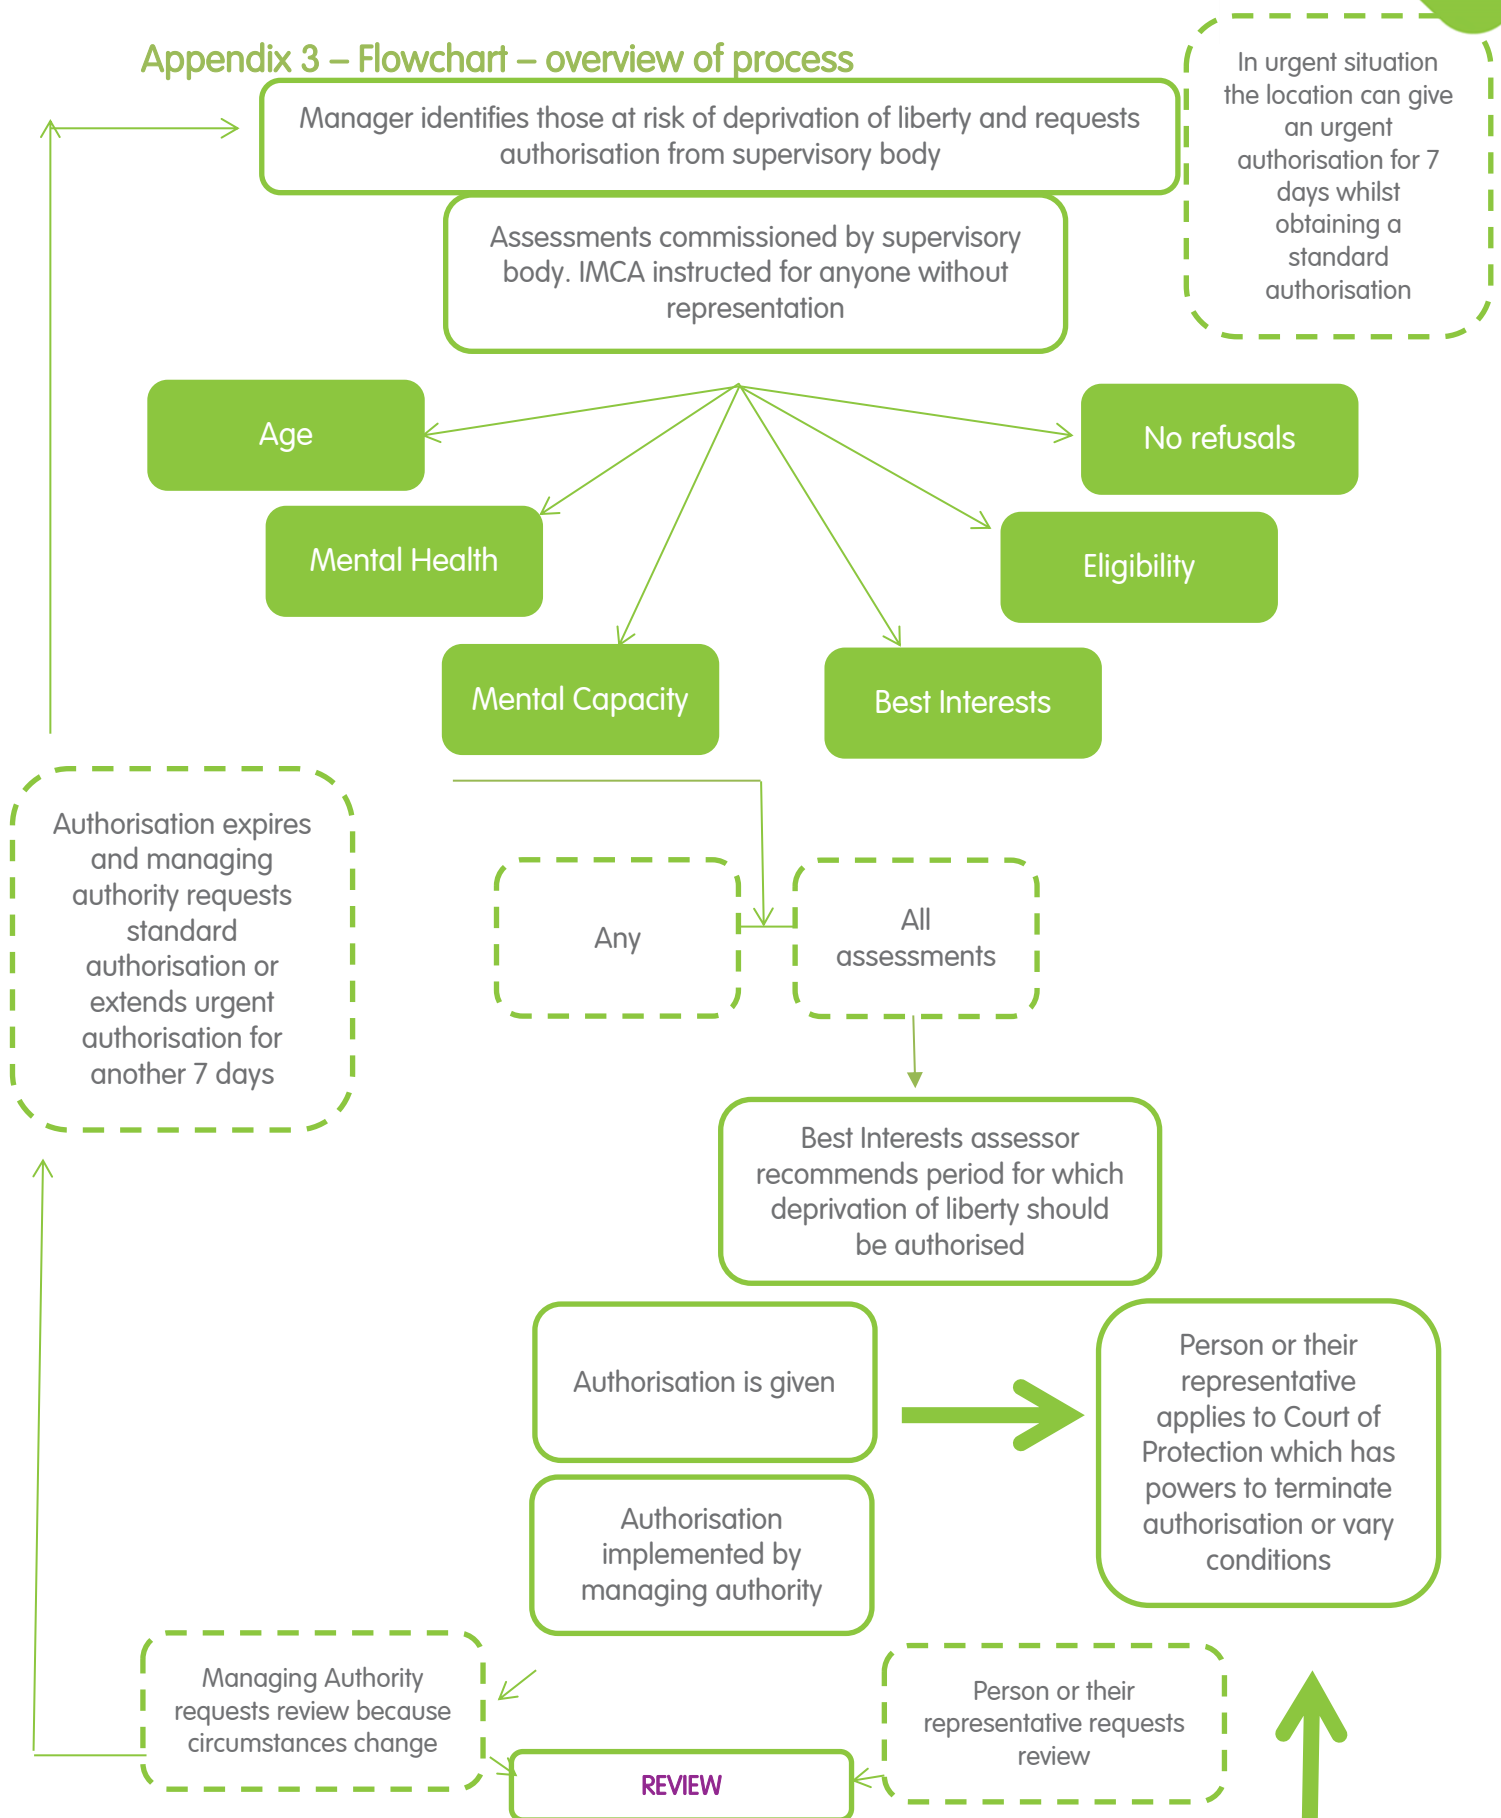 Appendix 3 – Flowchart – overview of process
Manager identifies those at risk of deprivation of liberty and requests
authorisation from supervisory body
In urgent situation
the location can give
an urgent
authorisation for 7
days whilst
obtaining a
standard
authorisation
Assessments commissioned by supervisory
body. IMCA instructed for anyone without
representation
Age
No refusals
Mental Health
Eligibility
Mental Capacity
Best Interests
Authorisation expires
and managing
authority requests
standard
authorisation or
extends urgent
authorisation for
another 7 days
Any
All
assessments
Best Interests assessor
recommends period for which
deprivation of liberty should
be authorised
Authorisation is given
Person or their
representative
applies to Court of
Protection which has
powers to terminate
authorisation or vary
conditions
Authorisation
implemented by
managing authority
Managing Authority
requests review because
circumstances change
Person or their
representative requests
review
REVIEW